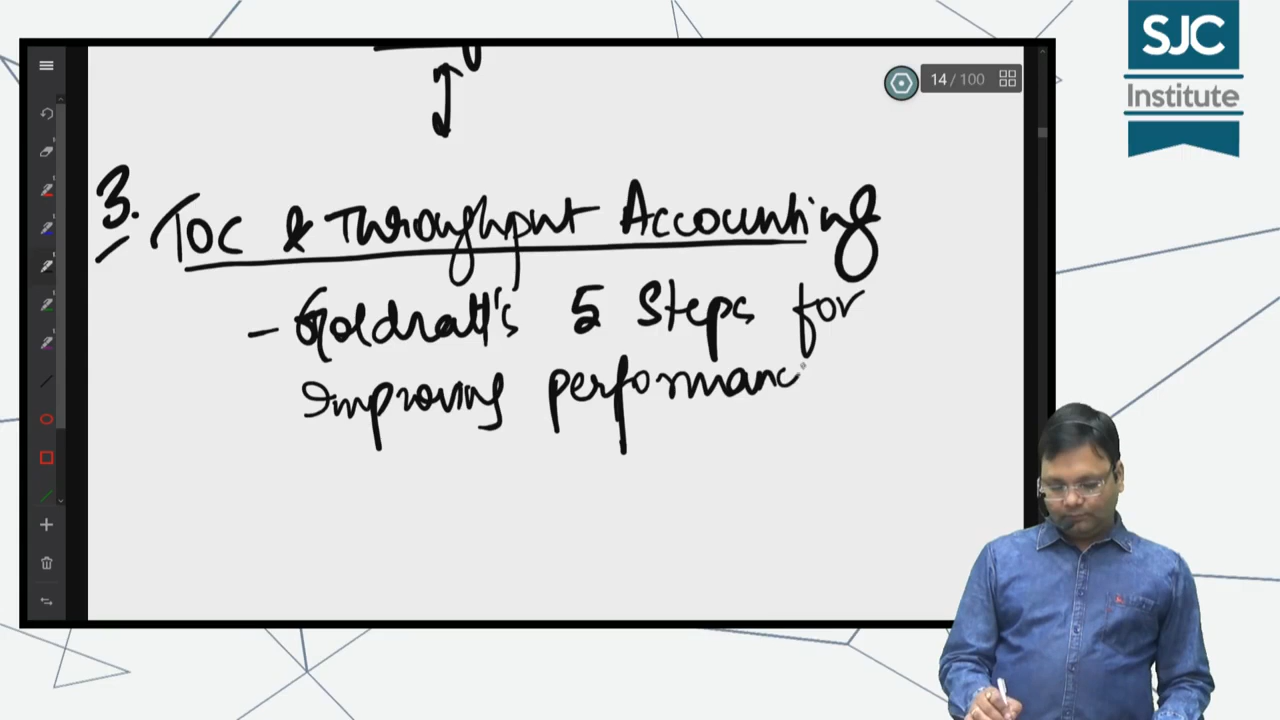 SJC
Institute
14 / 100
3. TOC & Throughput Accounting
- Goldratt's 5 Steps for
Improving performanc